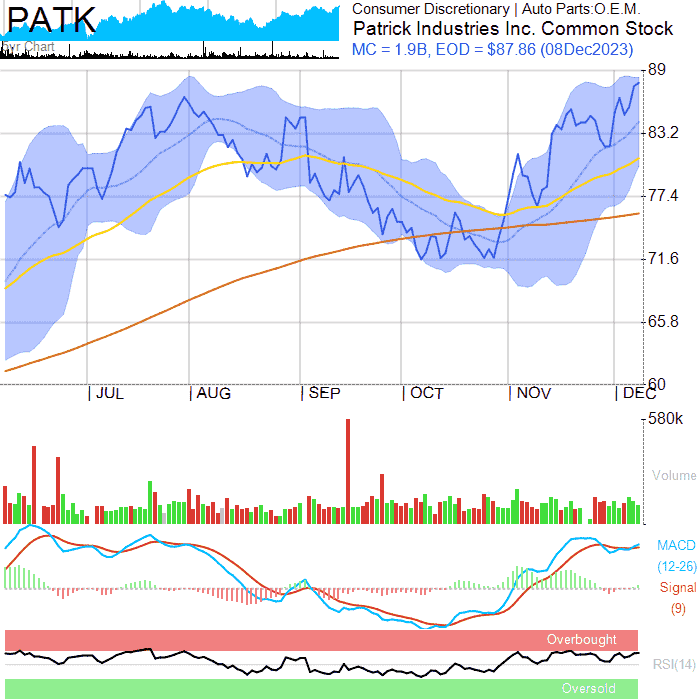 PATK
Consumer Discretionary | Auto Parts:O.E.M.
Patrick Industries Inc. Common Stock
MC = 1.9B, EOD = $87.86 (08Dec2023)
Chart
89
83.2
77.4
71.6
65.8
60
JUL AUG SEP OCT NOV DEC
580k
Volume
MACD
(12-26)
Signal
(9)
Overbought
RSI(14)
Oversold